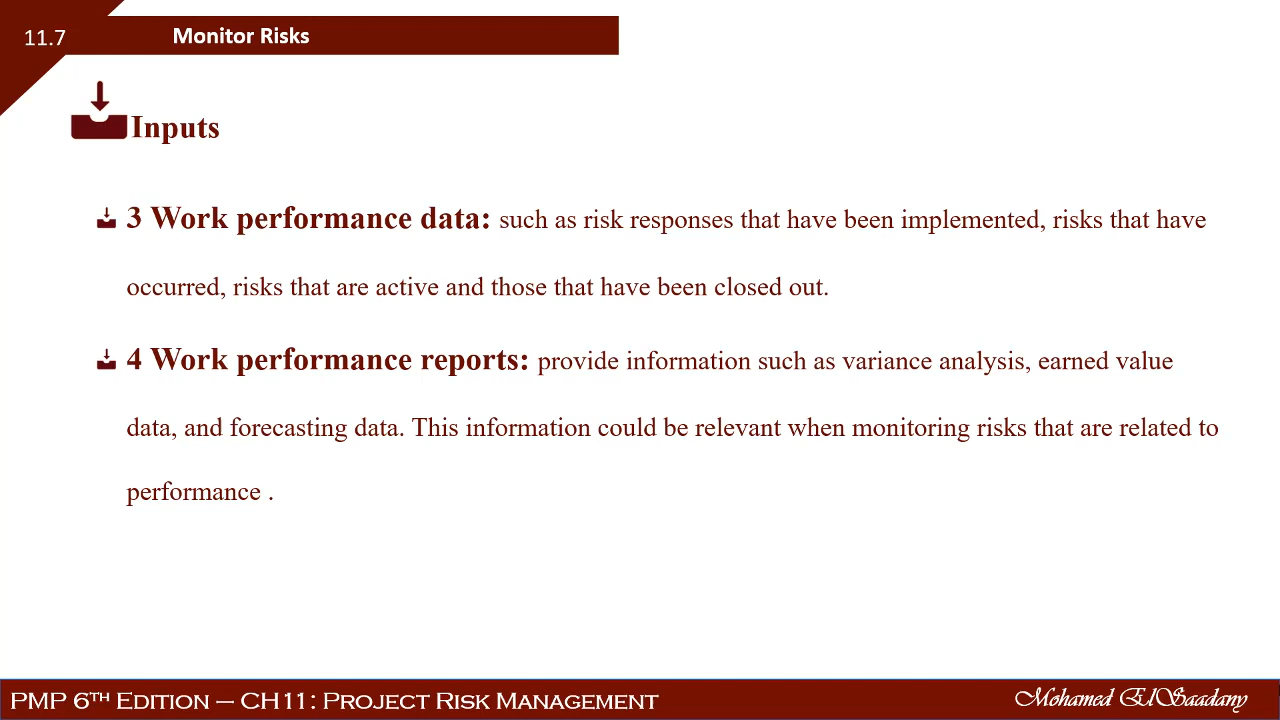 11.7
Monitor Risks
Inputs
3 Work performance data: such as risk responses that have been implemented, risks that have
occurred, risks that are active and those that have been closed out.
4 Work performance reports: provide information such as variance analysis, earned value
data, and forecasting data. This information could be relevant when monitoring risks that are related to
performance .
PMP 6TH Edition – CH11: Project Risk Management
Mohamed ElSaadany